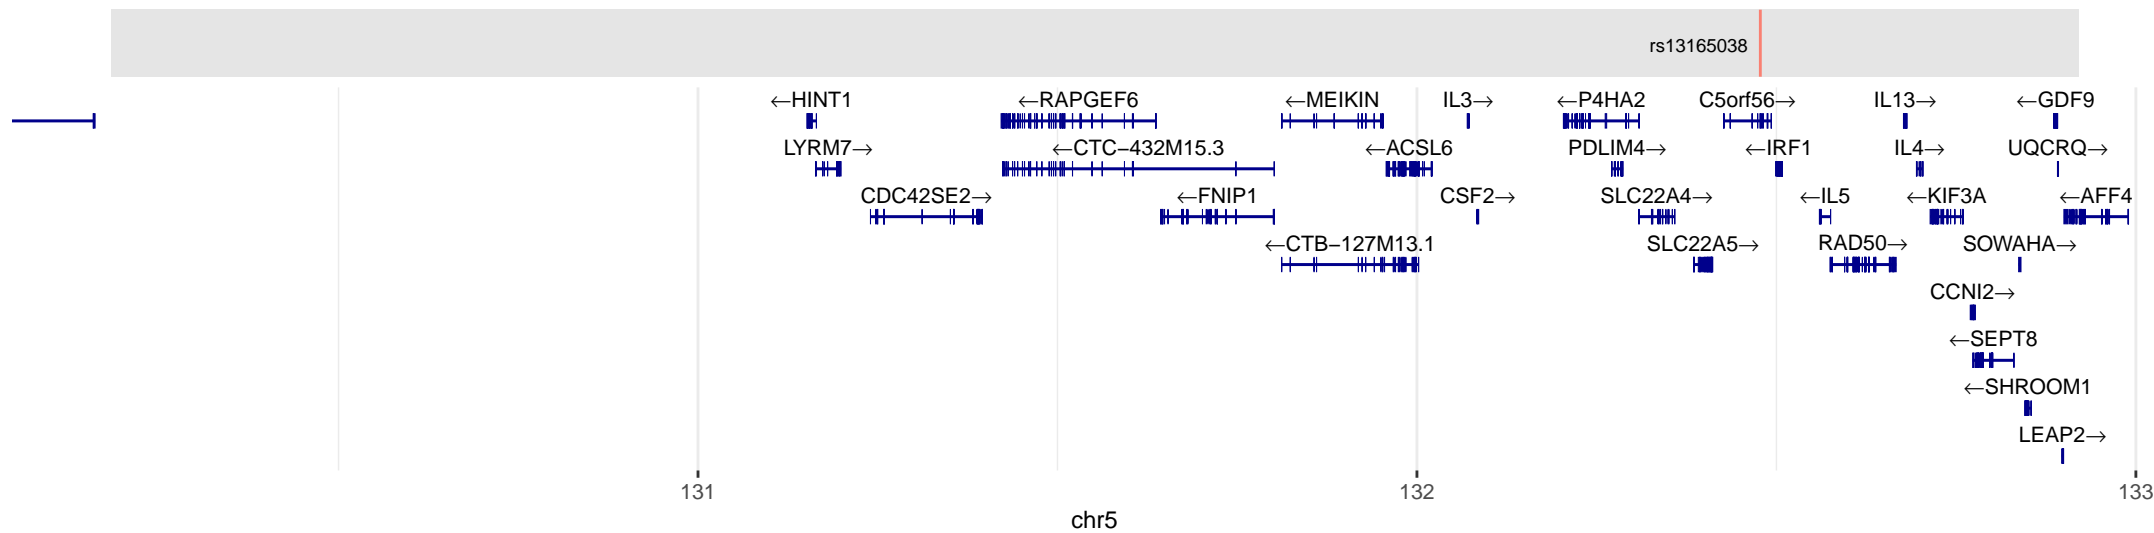 rs13165038
←HINT1 ←RAPGEF6 ←MEIKIN IL3→ ←P4HA2 C5orf56→ IL13→ ←GDF9
LYRM7→ ←CTC−432M15.3 ←ACSL6 PDLIM4→ ←IRF1 IL4→ UQCRQ→
CDC42SE2→ ←FNIP1 CSF2→ SLC22A4→ ←IL5 ←KIF3A ←AFF4
←CTB−127M13.1 SLC22A5→ RAD50→ SOWAHA→
CCNI2→
←SEPT8
←SHROOM1
LEAP2→
131 132 133
chr5